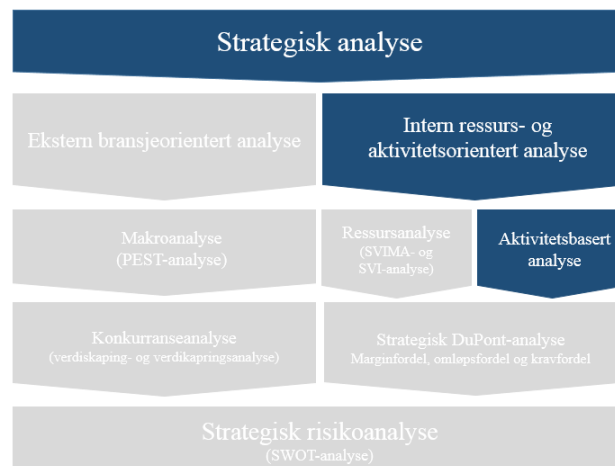 Strategisk analyse
Ekstern bransjeorientert analyse
Intern ressurs- og
aktivitetsorientert analyse
Makroanalyse
(PEST-analyse)
Ressursanalyse
(SVIMA- og
SVI-analyse)
Aktivitetsbasert
analyse
Konkurranseanalyse
(verdiskaping- og verdikapringsanalyse)
Strategisk DuPont-analyse
Marginfordel, omløpsfordel og kravfordel
Strategisk risikoanalyse
(SWOT-analyse)